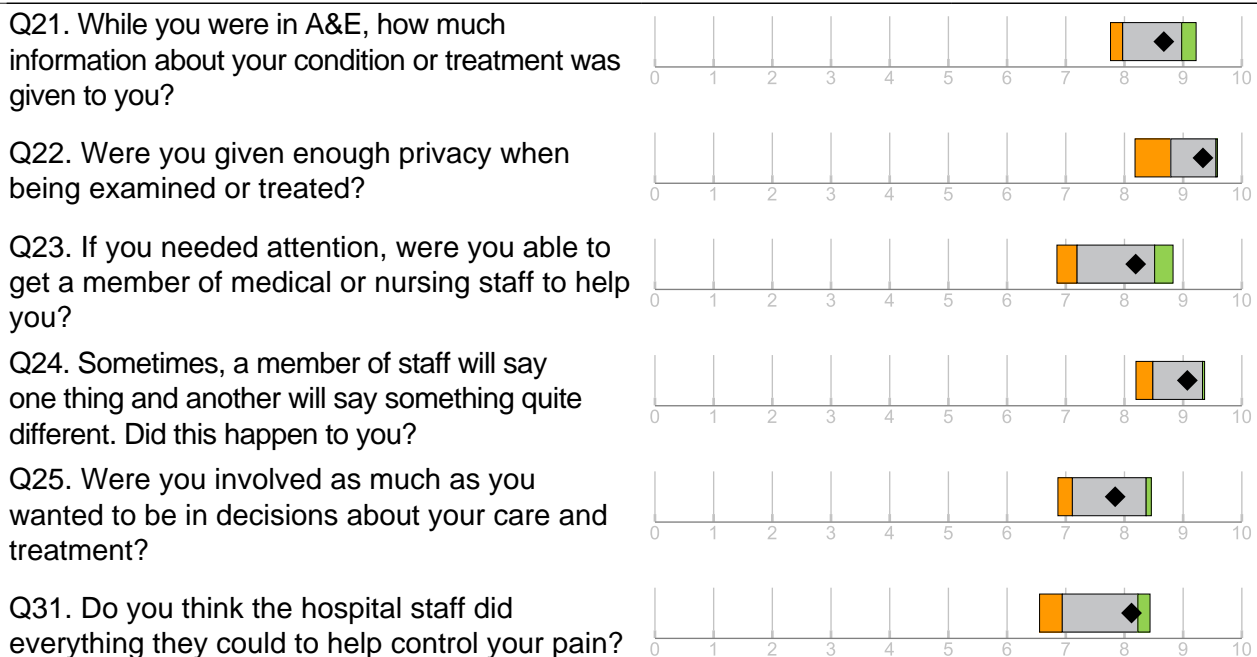 Q21. While you were in A&E, how much
information about your condition or treatment was
given to you?
0 1 2 3 4 5 6 7 8 9 10
Q22. Were you given enough privacy when
being examined or treated?
0 1 2 3 4 5 6 7 8 9 10
Q23. If you needed attention, were you able to
get a member of medical or nursing staff to help
you?
0 1 2 3 4 5 6 7 8 9 10
Q24. Sometimes, a member of staff will say
one thing and another will say something quite
different. Did this happen to you?
0 1 2 3 4 5 6 7 8 9 10
Q25. Were you involved as much as you
wanted to be in decisions about your care and
treatment?
0 1 2 3 4 5 6 7 8 9 10
Q31. Do you think the hospital staff did
everything they could to help control your pain?
0 1 2 3 4 5 6 7 8 9 10